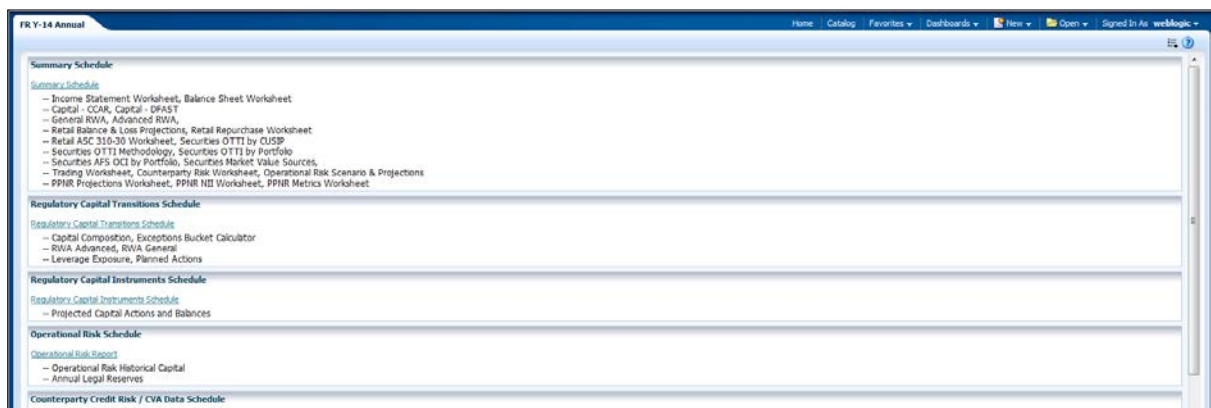 FR Y-14 Annual
Home Catalog Favorites Dashboards New Open Signed In As weblogic
Summary Schedule
Summary Schedule
-- Income Statement Worksheet, Balance Sheet Worksheet
-- Capital - CCAR, Capital - DFAST
-- General RWA, Advanced RWA,
-- Retail Balance & Loss Projections, Retail Repurchase Worksheet
-- Retail ASC 310-30 Worksheet, Securities OTTI by CUSIP
-- Securities OTTI Methodology, Securities OTTI by Portfolio
-- Securities AFS OCI by Portfolio, Securities Market Value Sources,
-- Trading Worksheet, Counterparty Risk Worksheet, Operational Risk Scenario & Projections
-- PPNR Projections Worksheet, PPNR NII Worksheet, PPNR Metrics Worksheet
Regulatory Capital Transitions Schedule
Regulatory Capital Transitions Schedule
-- Capital Composition, Exceptions Bucket Calculator
-- RWA Advanced, RWA General
-- Leverage Exposure, Planned Actions
Regulatory Capital Instruments Schedule
Regulatory Capital Instruments Schedule
-- Projected Capital Actions and Balances
Operational Risk Schedule
Operational Risk Report
-- Operational Risk Historical Capital
-- Annual Legal Reserves
Counterparty Credit Risk / CVA Data Schedule